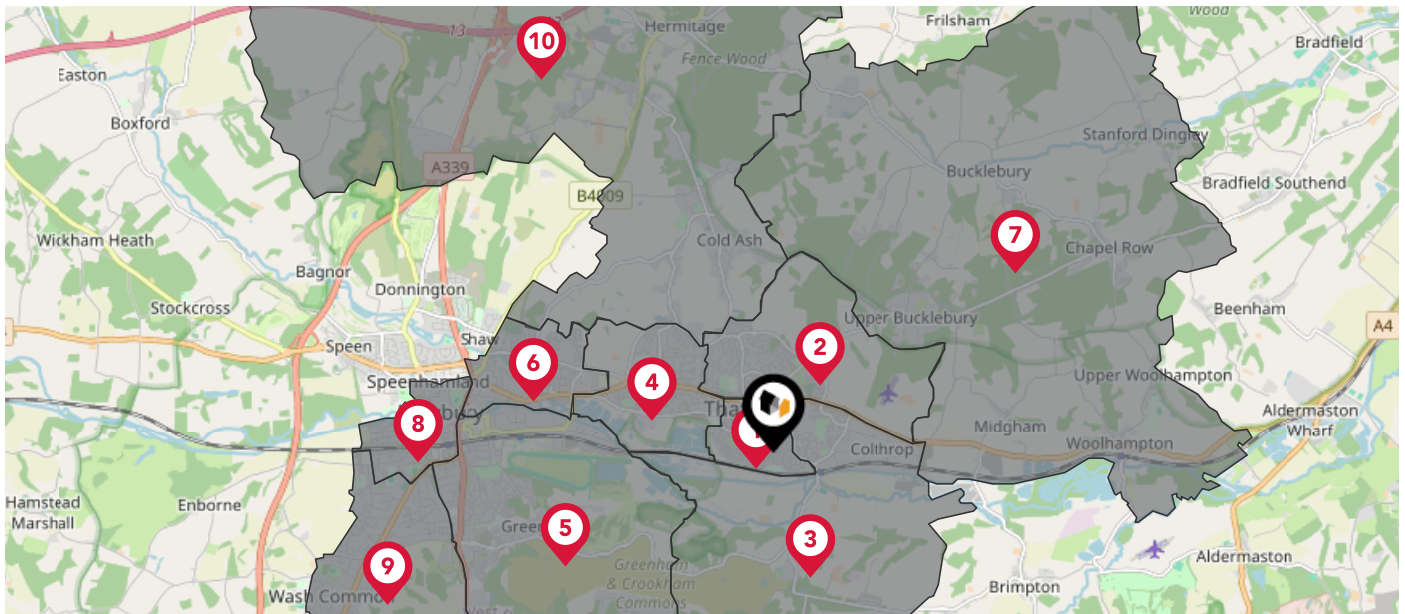 Wood
Frilsham
13
10
Hermitage
Bradfield
Fence Wood
Easton
Boxford
Stanford Dingley
A339
Bucklebury
Bradfield Southend
B4009
Wickham Heath
Cold Ash
7
Chapel Row
Bagnor
Donnington
Stockcross
Beenham
Upper Bucklebury
A4
Shaw
Speen
2
6
Speenhamland
4
Upper Woolhampton
8
Aldermaston
Wharf
Midgham
Woolhampton
Colthrop
Hamstead
Marshall
Enborne
5
3
Greenham
& Crookham
Commons
Aldermaston
9
Brimpton
Wash Common